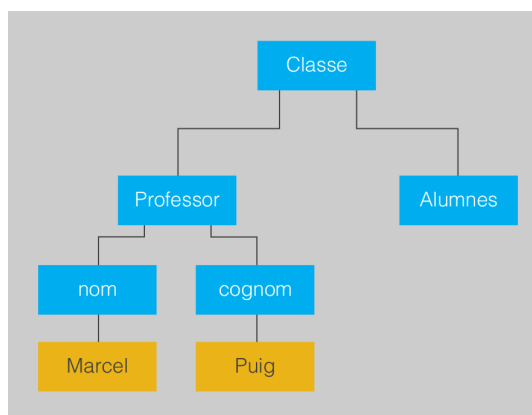 Classe
Professor
Alumnes
nom
cognom
Marcel
Puig